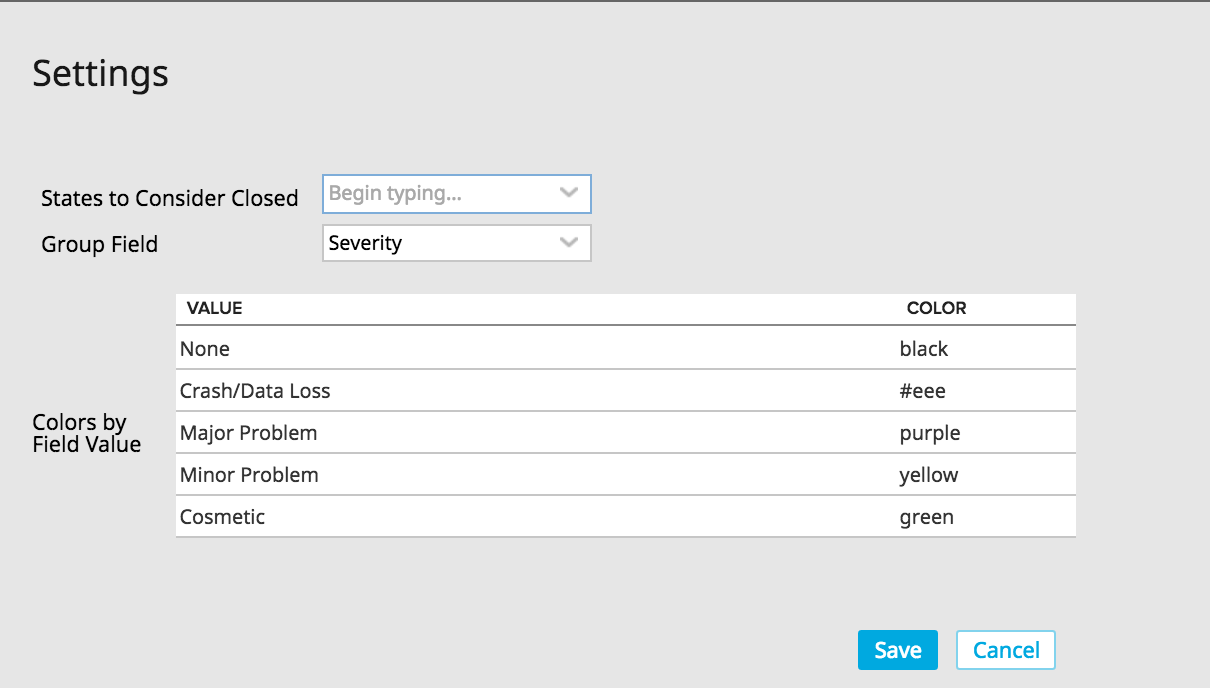 Settings
States to Consider Closed Begin typing...
Group Field Severity
VALUE COLOR
None black
Crash/Data Loss #eee
Colors by
Field Value
Major Problem purple
Minor Problem yellow
Cosmetic green
Save Cancel